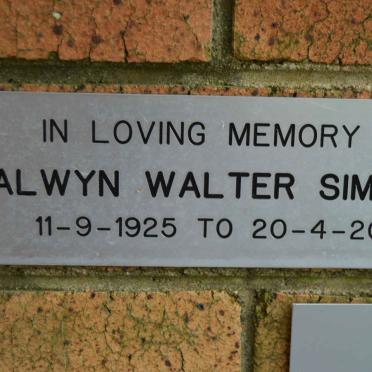 IN LOVING MEMORY
ALWYN WALTER SIM
11-9-1925 TO 20-4-20